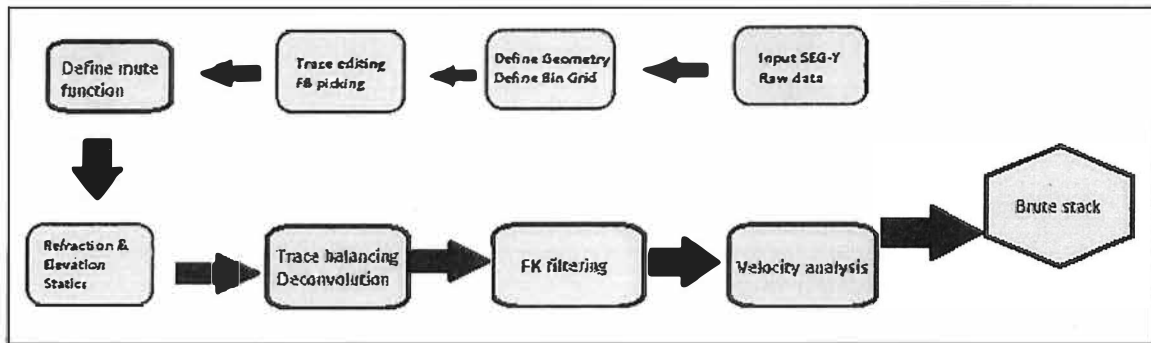 Input SEG-Y
Raw data
Define Geometry
Define Bin Grid
Trace editing
FB picking
Define mute
function
Refraction &
Elevation
Statics
Trace balancing
Deconvolution
FK filtering
Velocity analysis
Brute stack